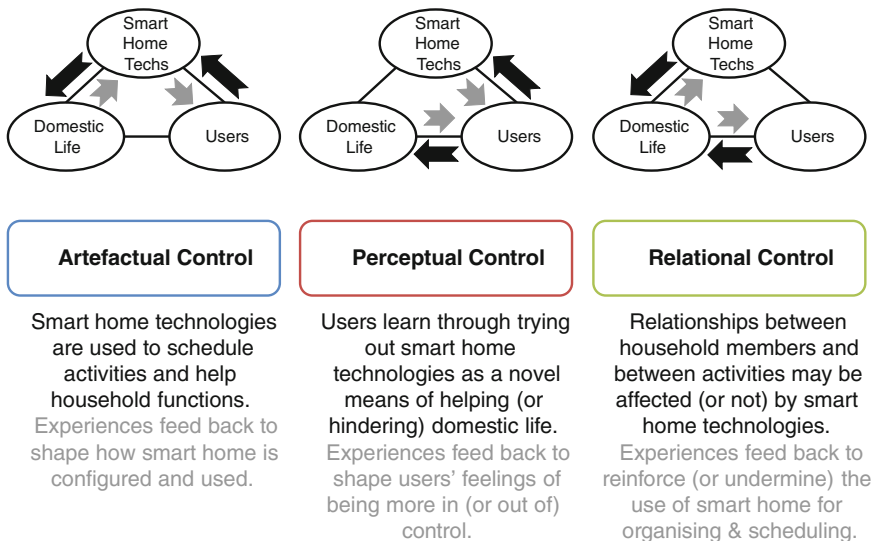 Smart
Home
Techs
Domestic
Life
Users
Smart
Home
Techs
Domestic
Life
Users
Smart
Home
Techs
Domestic
Life
Users
Artefactual Control
Smart home technologies
are used to schedule
activities and help
household functions.
Experiences feed back to
shape how smart home is
configured and used.
Perceptual Control
Users learn through trying
out smart home
technologies as a novel
means of helping (or
hindering) domestic life.
Experiences feed back to
shape users' feelings of
being more in (or out of)
control.
Relational Control
Relationships between
household members and
between activities may be
affected (or not) by smart
home technologies.
Experiences feed back to
reinforce (or undermine) the
use of smart home for
organising & scheduling.